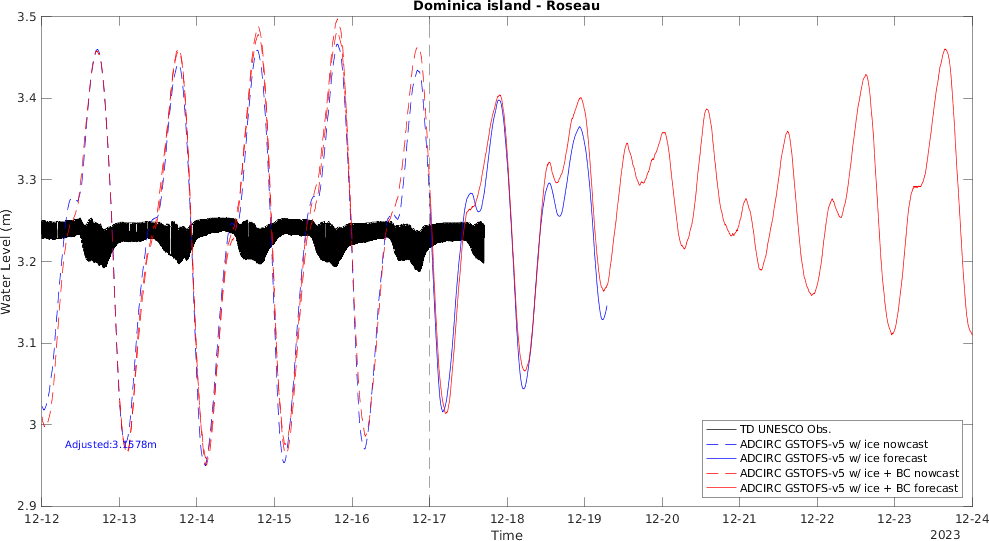 Dominica island - Roseau
3.5
3.4
3.3
3.2
3.1
3
2.9
Water Level (m)
Adjusted:3.1578m
TD UNESCO Obs.
ADCIRC GSTOFS-v5 w/ ice nowcast
ADCIRC GSTOFS-v5 w/ ice forecast
ADCIRC GSTOFS-v5 w/ ice + BC nowcast
ADCIRC GSTOFS-v5 w/ ice + BC forecast
12-12 12-13 12-14 12-15 12-16 12-17 12-18 12-19 12-20 12-21 12-22 12-23 12-24
Time
2023